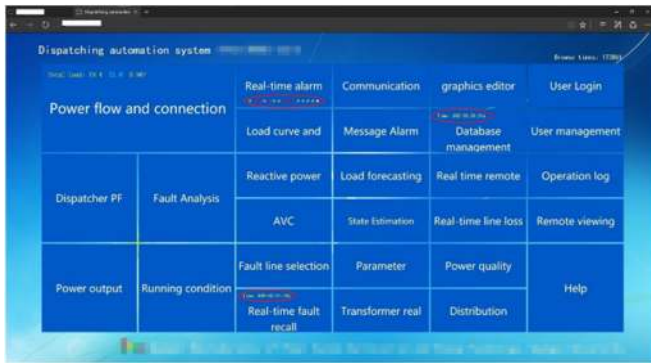 Dispatching automation system
Power flow and connection
Real-time alarm
Communication
graphics editor
User Login
Load curve and
Message Alarm
Database
management
User management
Dispatcher PF
Fault Analysis
Reactive power
Load forecasting
Real time remote
Operation log
AVC
State Estimation
Real-time line loss
Remote viewing
Power output
Running condition
Fault line selection
Parameter
Power quality
Help
Real-time fault
recall
Transformer real
Distribution